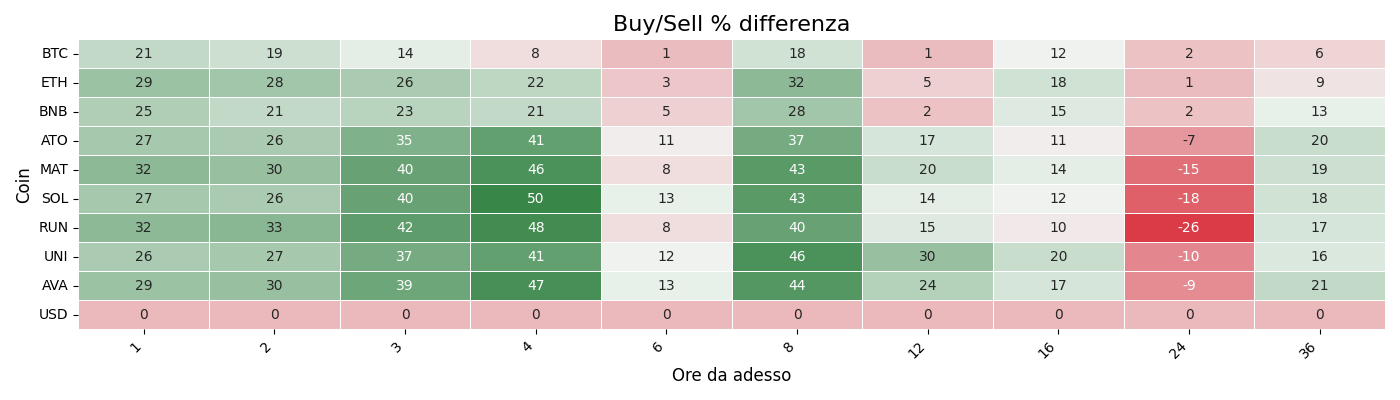 Buy/Sell % differenza
Coin
BTC 21 19 14 8 1 18 1 12 2 6
ETH 29 28 26 22 3 32 5 18 1 9
BNB 25 21 23 21 5 28 2 15 2 13
ATO 27 26 35 41 11 37 17 11 -7 20
MAT 32 30 40 46 8 43 20 14 -15 19
SOL 27 26 40 50 13 43 14 12 -18 18
RUN 32 33 42 48 8 40 15 10 -26 17
UNI 26 27 37 41 12 46 30 20 -10 16
AVA 29 30 39 47 13 44 24 17 -9 21
USD 0 0 0 0 0 0 0 0 0 0
1 2 3 4 6 8 12 16 24 36
Ore da adesso